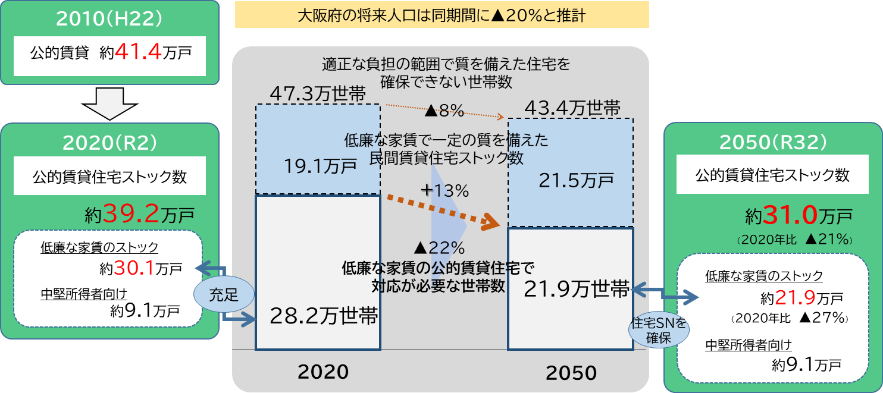 大阪府の将来人口は同期間に▲20%と推計
2010(H22)
公的賃貸 約41.4万戸
2020(R2)
公的賃貸住宅ストック数
約39.2万戸
低廉な家賃のストック
約30.1万戸
中堅所得者向け
約9.1万戸
充足
適正な負担の範囲で質を備えた住宅を
確保できない世帯数
47.3万世帯
▲8%
43.4万世帯
低廉な家賃で一定の質を備えた
民間賃貸住宅ストック数
19.1万戸
21.5万戸
+13%
▲22%
低廉な家賃の公的賃貸住宅で
対応が必要な世帯数
28.2万世帯
21.9万世帯
2020
2050
住宅SNを
確保
2050(R32)
公的賃貸住宅ストック数
約31.0万戸
(2020年比 ▲21%)
低廉な家賃のストック
約21.9万戸
(2020年比 ▲27%)
中堅所得者向け
約9.1万戸